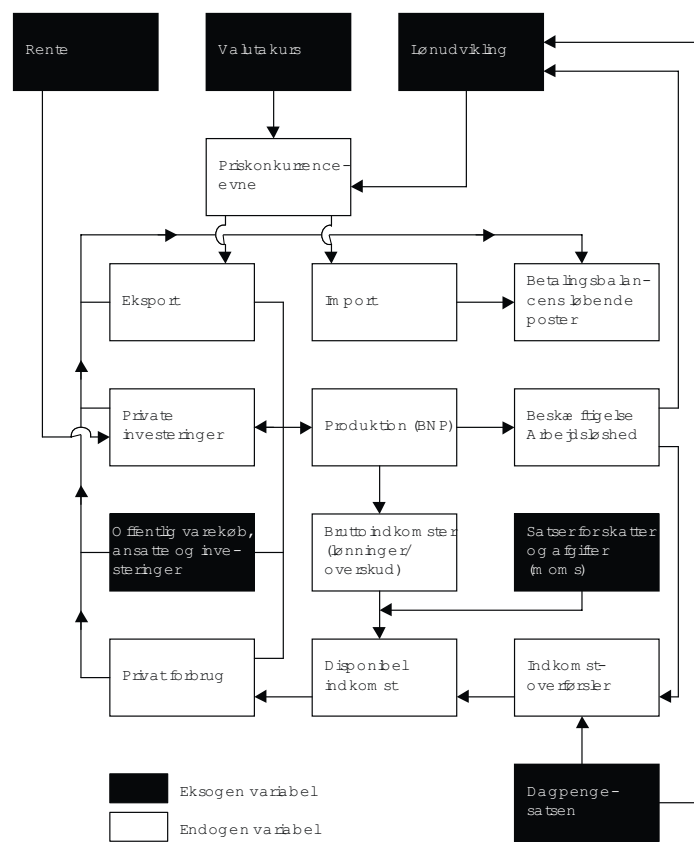 Rente
Valutakurs
Lønudvikling
Priskonkurrence-
evne
Eksport
Import
Betalingsbalan-
cens løbende
poster
Private
investeringer
Produktion (BNP)
Beskæftigelse
Arbejdsløshed
Offentlig varekøb,
ansatte og inve-
steringer
Bruttoindkomster
(lønninger/
overskud)
Satser for skatter
og afgifter
(moms)
Privat forbrug
Disponibel
indkomst
Indkomst-
overførsler
Dagpenge-
satsen
Eksogen variabel
Endogen variabel